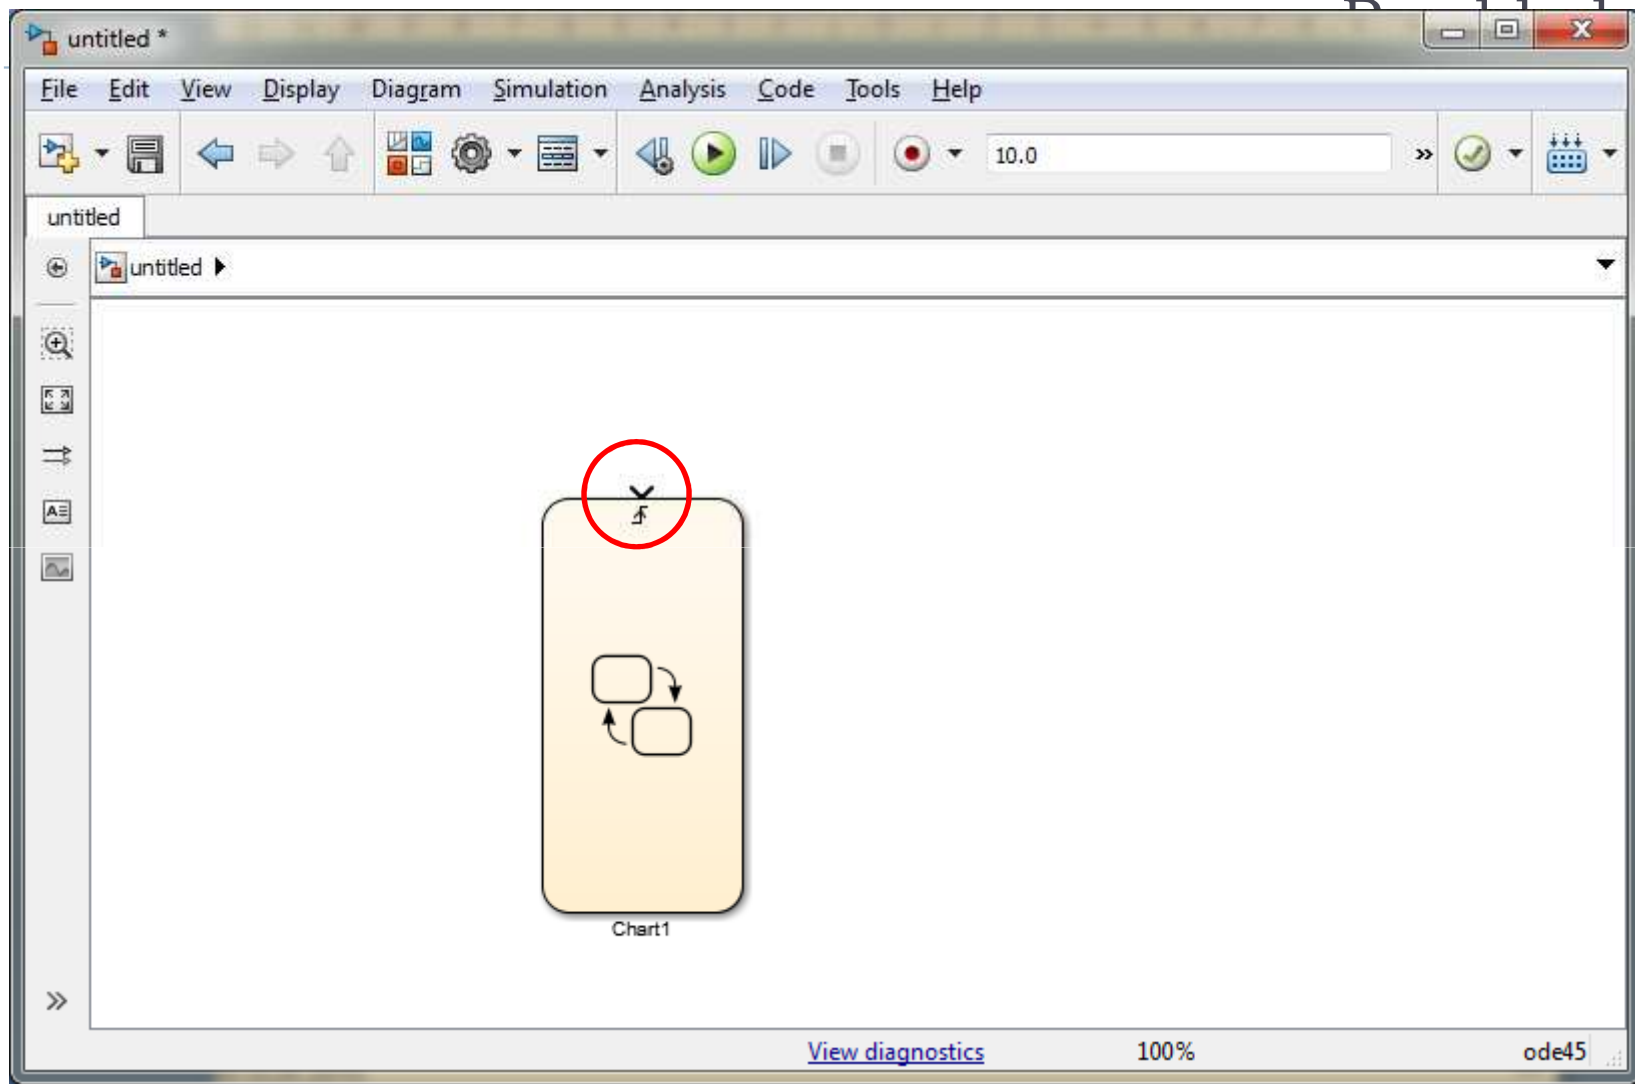 untitled *
File Edit View Display Diagram Simulation Analysis Code Tools Help
10.0
untitled
untitled
Chart1
View diagnostics 100% ode45